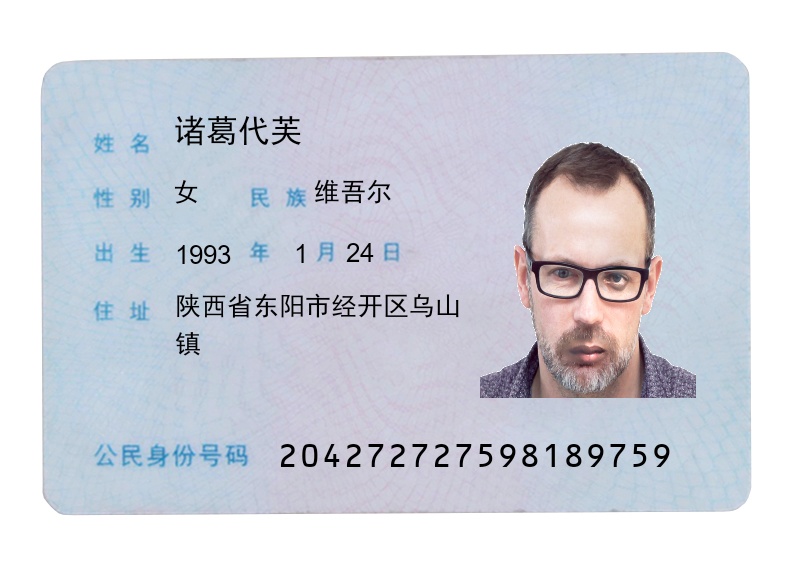 姓名 诸葛代芙
性别 女 民族 维吾尔
出生 1993 年 1 月 24 日
住址 陕西省东阳市经开区乌山
镇
公民身份号码 204272727598189759